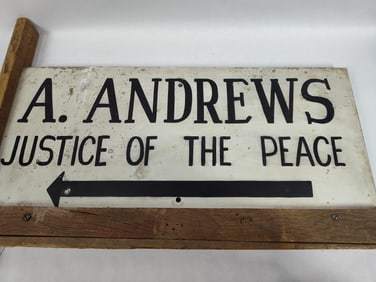 A. ANDREWS
JUSTICE OF THE PEACE